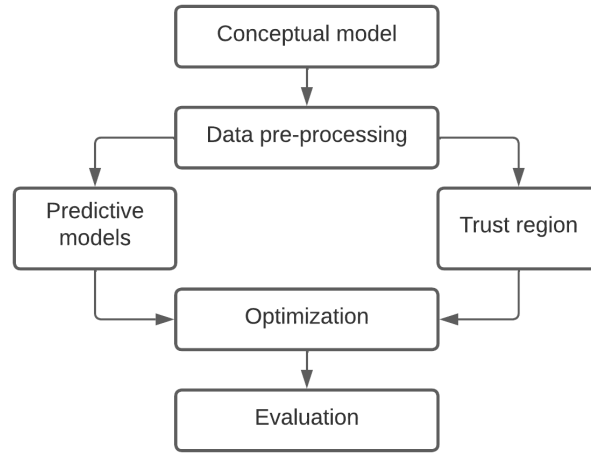 Conceptual model
Data pre-processing
Predictive
models
Trust region
Optimization
Evaluation